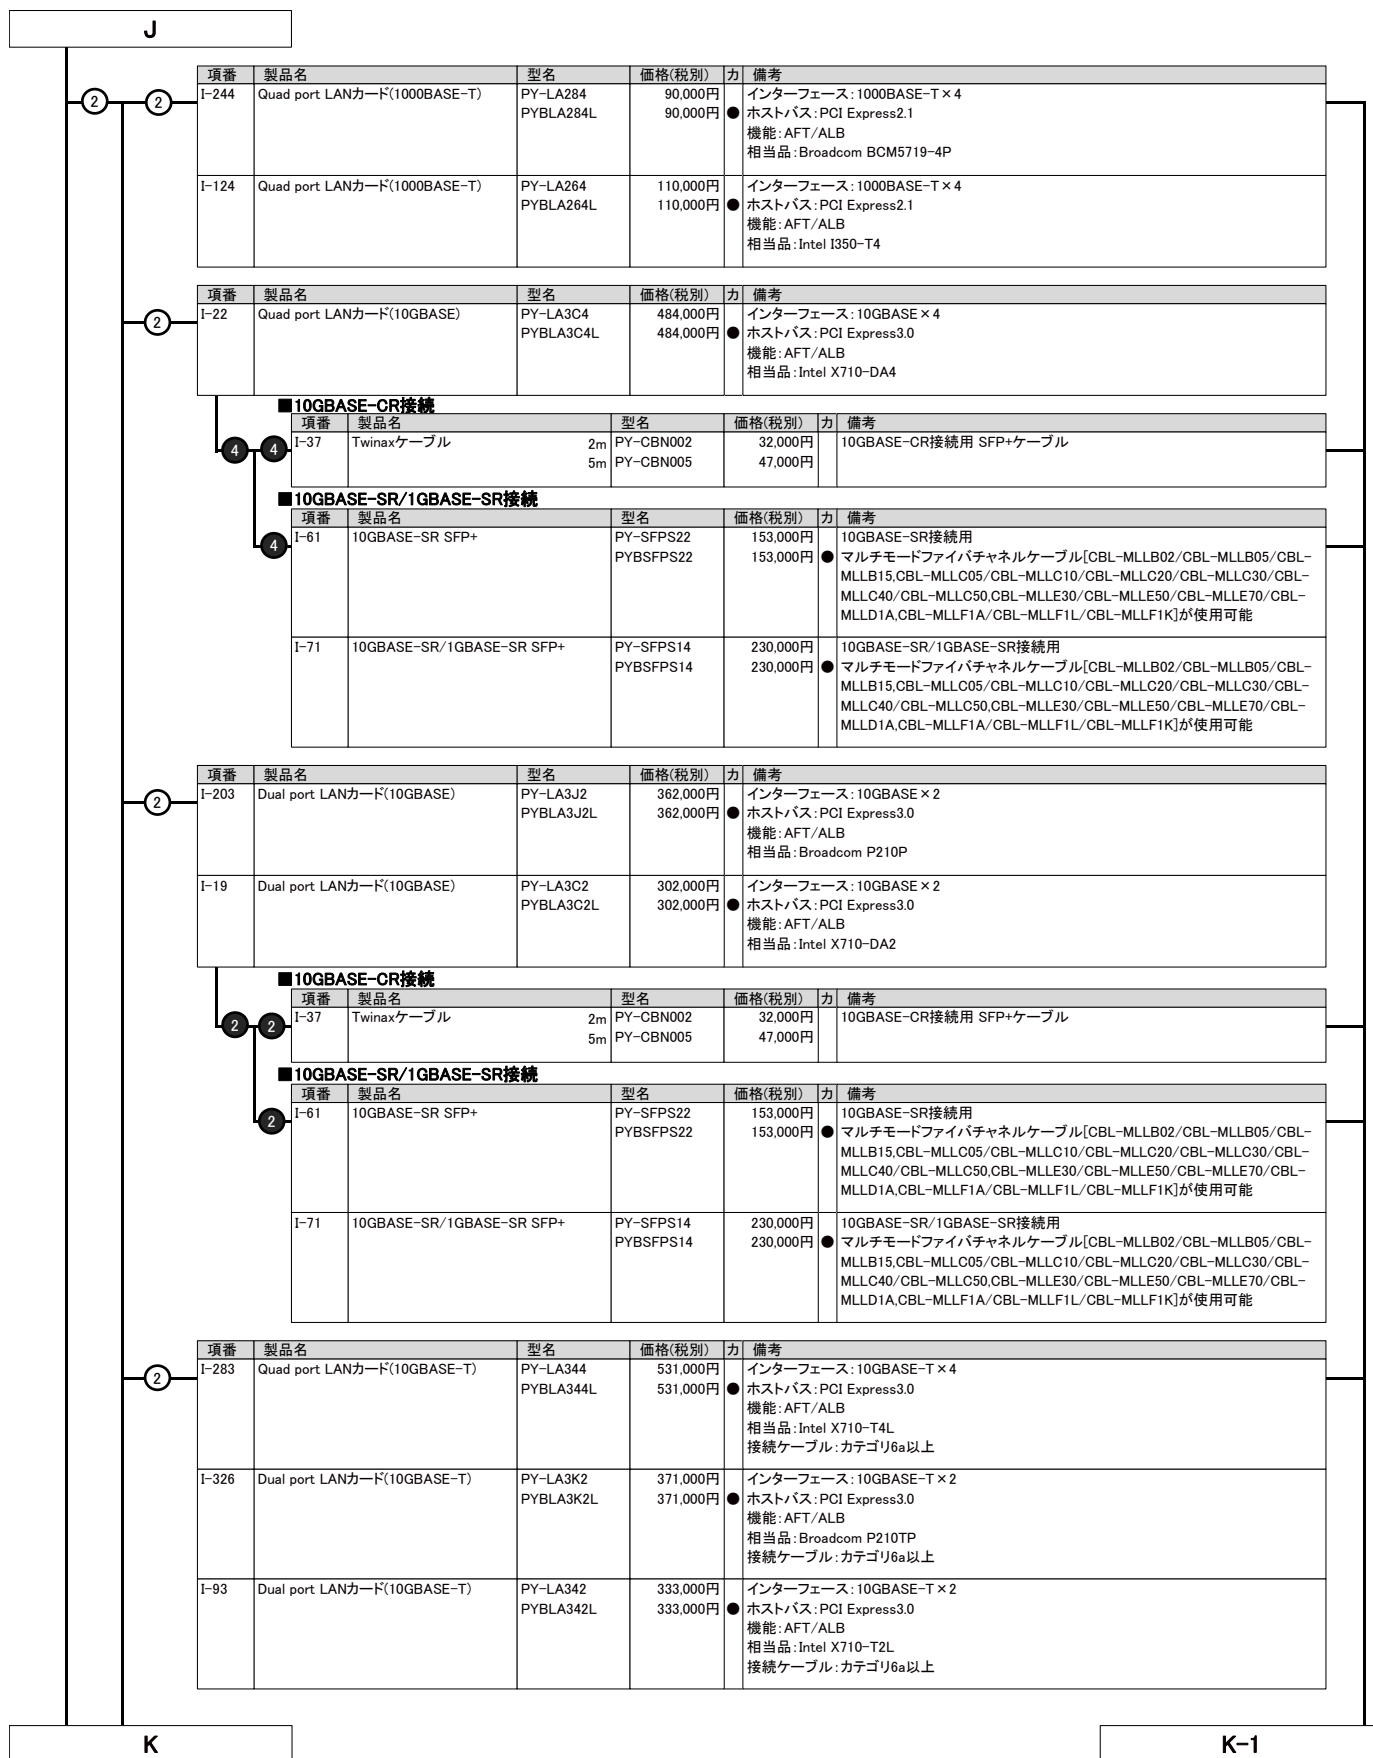 J
項番 製品名 型名 価格(税別) カ 備考
② ② I-244 Quad port LANカード(1000BASE-T) PY-LA284 90,000円 インターフェース:1000BASE-T×4
PYBLA284L 90,000円 ● ホストバス:PCI Express2.1
機能:AFT/ALB
相当品:Broadcom BCM5719-4P
I-124 Quad port LANカード(1000BASE-T) PY-LA264 110,000円 インターフェース:1000BASE-T×4
PYBLA264L 110,000円 ● ホストバス:PCI Express2.1
機能:AFT/ALB
相当品:Intel I350-T4
項番 製品名 型名 価格(税別) カ 備考
② I-22 Quad port LANカード(10GBASE) PY-LA3C4 484,000円 インターフェース:10GBASE×4
PYBLA3C4L 484,000円 ● ホストバス:PCI Express3.0
機能:AFT/ALB
相当品:Intel X710-DA4
■10GBASE-CR接続
項番 製品名 型名 価格(税別) カ 備考
4 4 I-37 Twinaxケーブル 2m PY-CBN002 32,000円 10GBASE-CR接続用 SFP+ケーブル
5m PY-CBN005 47,000円
■10GBASE-SR/1GBASE-SR接続
項番 製品名 型名 価格(税別) カ 備考
4 I-61 10GBASE-SR SFP+ PY-SFPS22 153,000円 10GBASE-SR接続用
PYBSFPS22 153,000円 ● マルチモードファイバチャネルケーブル[CBL-MLLB02/CBL-MLLB05/CBL-
MLLB15,CBL-MLLC05/CBL-MLLC10/CBL-MLLC20/CBL-MLLC30/CBL-
MLLC40/CBL-MLLC50,CBL-MLLE30/CBL-MLLE50/CBL-MLLE70/CBL-
MLLD1A,CBL-MLLF1A/CBL-MLLF1L/CBL-MLLF1K]が使用可能
I-71 10GBASE-SR/1GBASE-SR SFP+ PY-SFPS14 230,000円 10GBASE-SR/1GBASE-SR接続用
PYBSFPS14 230,000円 ● マルチモードファイバチャネルケーブル[CBL-MLLB02/CBL-MLLB05/CBL-
MLLB15,CBL-MLLC05/CBL-MLLC10/CBL-MLLC20/CBL-MLLC30/CBL-
MLLC40/CBL-MLLC50,CBL-MLLE30/CBL-MLLE50/CBL-MLLE70/CBL-
MLLD1A,CBL-MLLF1A/CBL-MLLF1L/CBL-MLLF1K]が使用可能
項番 製品名 型名 価格(税別) カ 備考
② I-203 Dual port LANカード(10GBASE) PY-LA3J2 362,000円 インターフェース:10GBASE×2
PYBLA3J2L 362,000円 ● ホストバス:PCI Express3.0
機能:AFT/ALB
相当品:Broadcom P210P
I-19 Dual port LANカード(10GBASE) PY-LA3C2 302,000円 インターフェース:10GBASE×2
PYBLA3C2L 302,000円 ● ホストバス:PCI Express3.0
機能:AFT/ALB
相当品:Intel X710-DA2
■10GBASE-CR接続
項番 製品名 型名 価格(税別) カ 備考
2 2 I-37 Twinaxケーブル 2m PY-CBN002 32,000円 10GBASE-CR接続用 SFP+ケーブル
5m PY-CBN005 47,000円
■10GBASE-SR/1GBASE-SR接続
項番 製品名 型名 価格(税別) カ 備考
2 I-61 10GBASE-SR SFP+ PY-SFPS22 153,000円 10GBASE-SR接続用
PYBSFPS22 153,000円 ● マルチモードファイバチャネルケーブル[CBL-MLLB02/CBL-MLLB05/CBL-
MLLB15,CBL-MLLC05/CBL-MLLC10/CBL-MLLC20/CBL-MLLC30/CBL-
MLLC40/CBL-MLLC50,CBL-MLLE30/CBL-MLLE50/CBL-MLLE70/CBL-
MLLD1A,CBL-MLLF1A/CBL-MLLF1L/CBL-MLLF1K]が使用可能
I-71 10GBASE-SR/1GBASE-SR SFP+ PY-SFPS14 230,000円 10GBASE-SR/1GBASE-SR接続用
PYBSFPS14 230,000円 ● マルチモードファイバチャネルケーブル[CBL-MLLB02/CBL-MLLB05/CBL-
MLLB15,CBL-MLLC05/CBL-MLLC10/CBL-MLLC20/CBL-MLLC30/CBL-
MLLC40/CBL-MLLC50,CBL-MLLE30/CBL-MLLE50/CBL-MLLE70/CBL-
MLLD1A,CBL-MLLF1A/CBL-MLLF1L/CBL-MLLF1K]が使用可能
項番 製品名 型名 価格(税別) カ 備考
② I-283 Quad port LANカード(10GBASE-T) PY-LA344 531,000円 インターフェース:10GBASE-T×4
PYBLA344L 531,000円 ● ホストバス:PCI Express3.0
機能:AFT/ALB
相当品:Intel X710-T4L
接続ケーブル:カテゴリ6a以上
I-326 Dual port LANカード(10GBASE-T) PY-LA3K2 371,000円 インターフェース:10GBASE-T×2
PYBLA3K2L 371,000円 ● ホストバス:PCI Express3.0
機能:AFT/ALB
相当品:Broadcom P210TP
接続ケーブル:カテゴリ6a以上
I-93 Dual port LANカード(10GBASE-T) PY-LA342 333,000円 インターフェース:10GBASE-T×2
PYBLA342L 333,000円 ● ホストバス:PCI Express3.0
機能:AFT/ALB
相当品:Intel X710-T2L
接続ケーブル:カテゴリ6a以上
K K-1